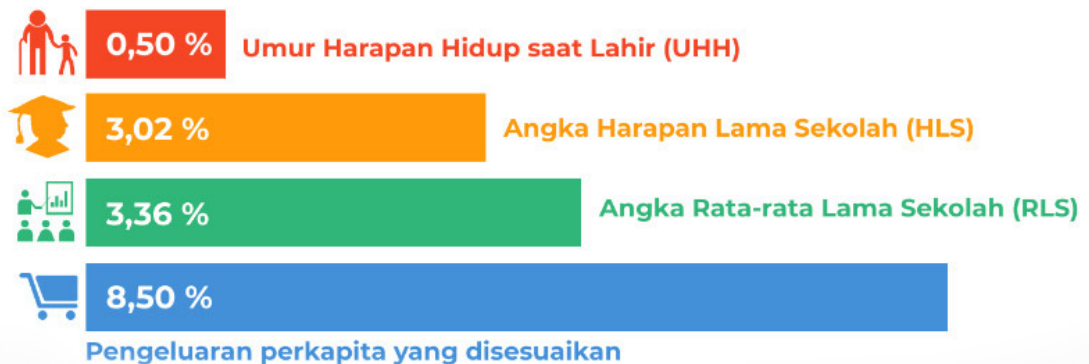 0,50 % Umur Harapan Hidup saat Lahir (UHH)
3,02 % Angka Harapan Lama Sekolah (HLS)
3,36 % Angka Rata-rata Lama Sekolah (RLS)
8,50 %
Pengeluaran perkapita yang disesuaikan